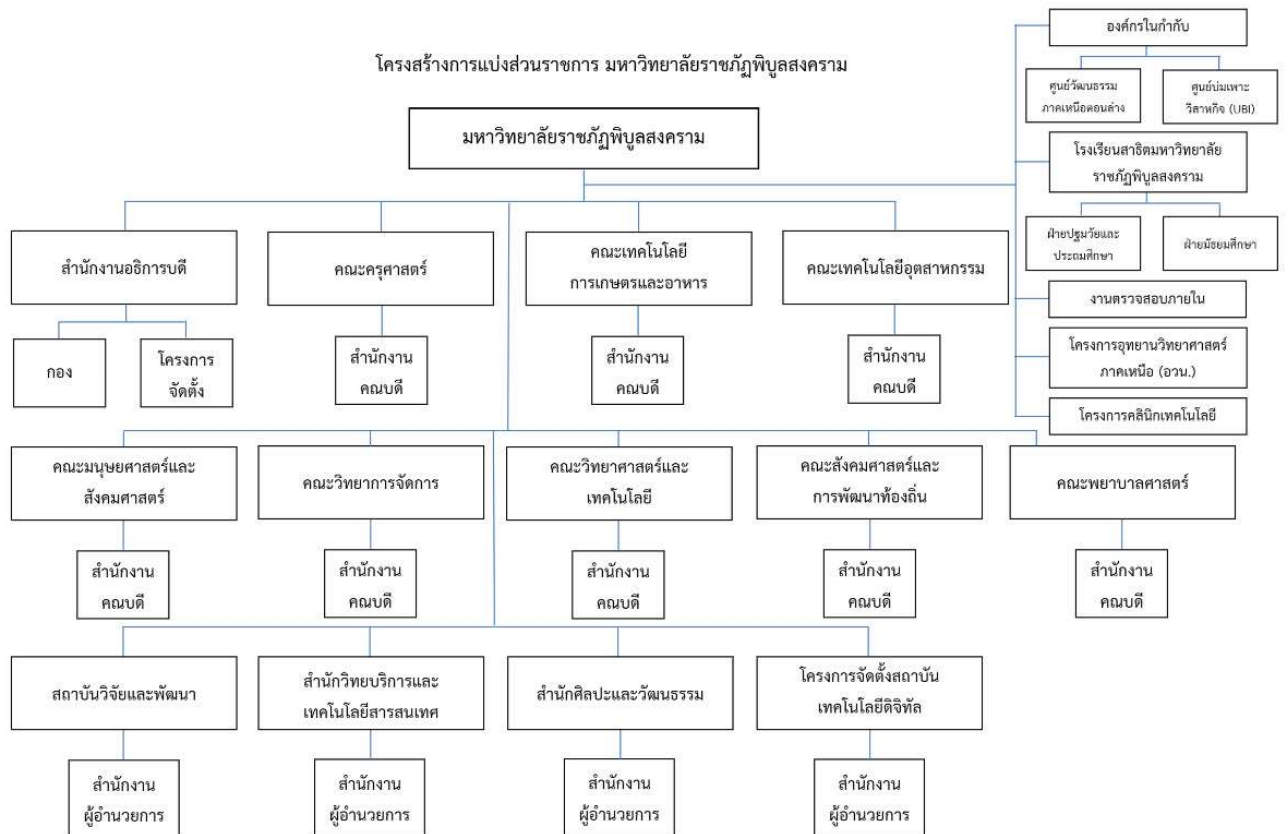 โครงสร้างการแบ่งส่วนราชการ มหาวิทยาลัยราชภัฏพิบูลสงคราม
มหาวิทยาลัยราชภัฏพิบูลสงคราม
องค์กรในกำกับ
ศูนย์วัฒนธรรม
ภาคเหนือตอนล่าง
ศูนย์บ่มเพาะ
วิสาหกิจ (UBI)
โรงเรียนสาธิตมหาวิทยาลัย
ราชภัฏพิบูลสงคราม
ฝ่ายปฐมวัยและ
ประถมศึกษา
ฝ่ายมัธยมศึกษา
งานตรวจสอบภายใน
โครงการอุทยานวิทยาศาสตร์
ภาคเหนือ (อวน.)
โครงการคลินิกเทคโนโลยี
สำนักงานอธิการบดี
กอง
โครงการ
จัดตั้ง
คณะครุศาสตร์
สำนักงาน
คณบดี
คณะเทคโนโลยี
การเกษตรและอาหาร
สำนักงาน
คณบดี
คณะเทคโนโลยีอุตสาหกรรม
สำนักงาน
คณบดี
คณะมนุษยศาสตร์และ
สังคมศาสตร์
สำนักงาน
คณบดี
คณะวิทยาการจัดการ
สำนักงาน
คณบดี
คณะวิทยาศาสตร์และ
เทคโนโลยี
สำนักงาน
คณบดี
คณะสังคมศาสตร์และ
การพัฒนาท้องถิ่น
สำนักงาน
คณบดี
คณะพยาบาลศาสตร์
สำนักงาน
คณบดี
สถาบันวิจัยและพัฒนา
สำนักงาน
ผู้อำนวยการ
สำนักวิทยบริการและ
เทคโนโลยีสารสนเทศ
สำนักงาน
ผู้อำนวยการ
สำนักศิลปะและวัฒนธรรม
สำนักงาน
ผู้อำนวยการ
โครงการจัดตั้งสถาบัน
เทคโนโลยีดิจิทัล
สำนักงาน
ผู้อำนวยการ